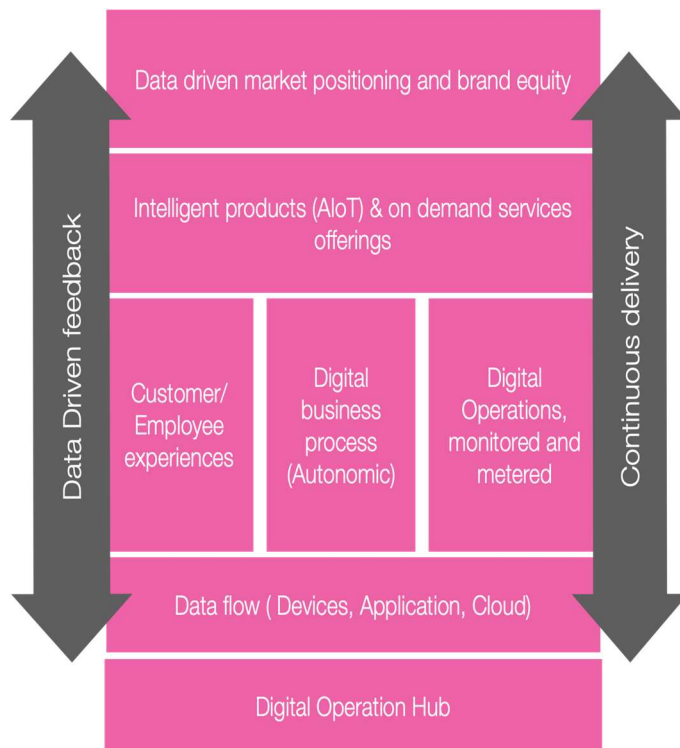 Data driven market positioning and brand equity
Intelligent products (AIoT) & on demand services
offerings
Data Driven feedback
Customer/
Employee
experiences
Digital
business
process
(Autonomic)
Digital
Operations,
monitored and
metered
Continuous delivery
Data flow ( Devices, Application, Cloud)
Digital Operation Hub